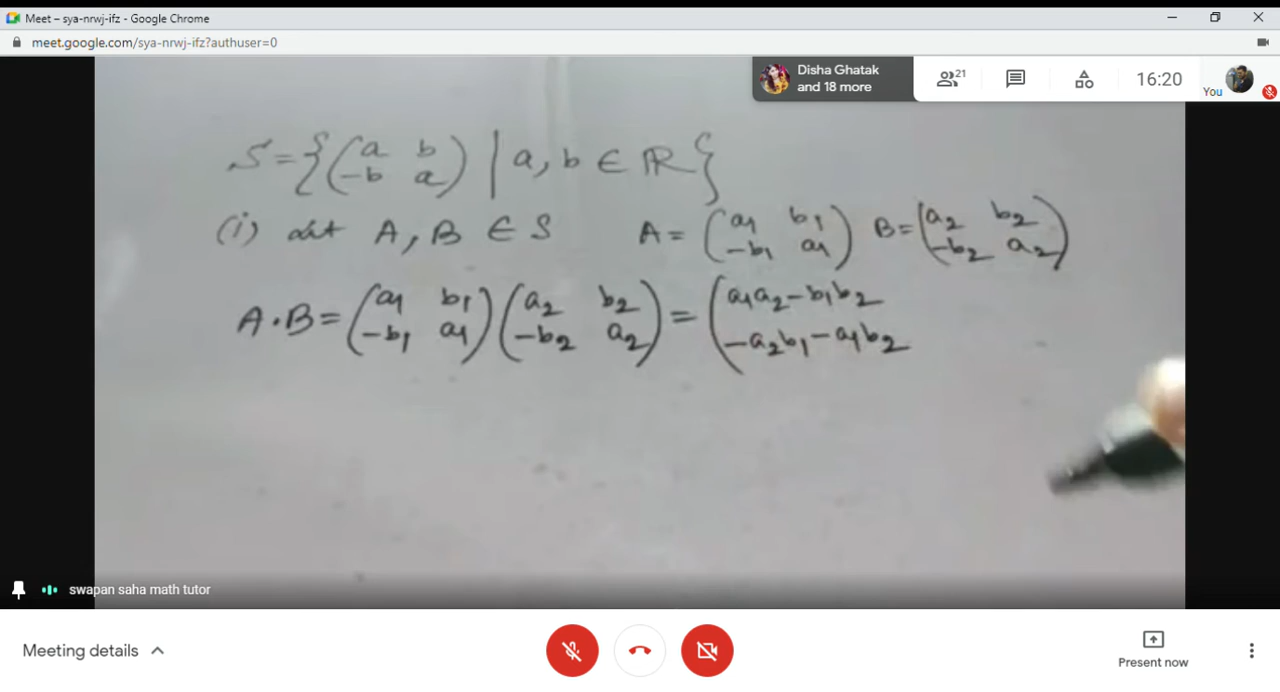 Meet – sya-nrwj-ifz - Google Chrome
meet.google.com/sya-nrwj-ifz?authuser=0
Disha Ghatak
and 18 more
21
16:20
You
S = {(a b | a, b ∈ ℝ}
-b a)
(i) Let A, B ∈ S A = (a₁ b₁) B = (a₂ b₂)
(-b₁ a₁) (-b₂ a₂)
A·B = (a₁ b₁)(a₂ b₂) = (a₁a₂ - b₁b₂
(-b₁ a₁)(-b₂ a₂) (-a₂b₁ - a₁b₂
swapan saha math tutor
Meeting details
Present now